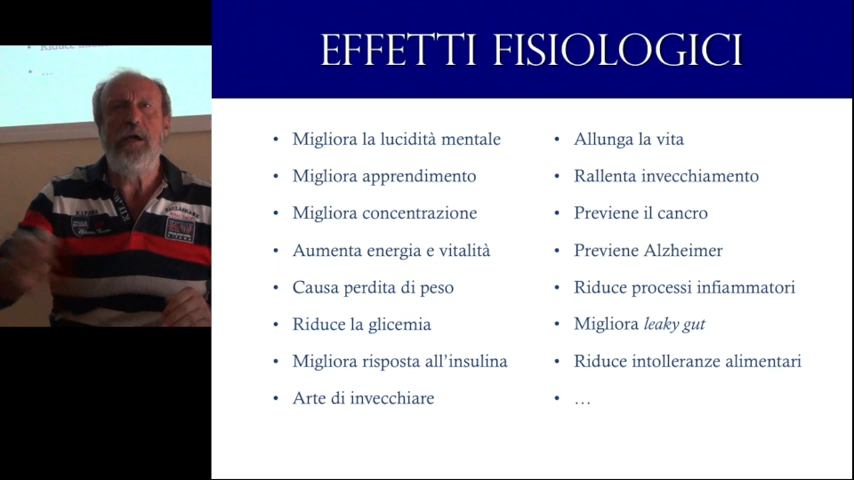 EFFETTI FISIOLOGICI
• Migliora la lucidità mentale
• Migliora apprendimento
• Migliora concentrazione
• Aumenta energia e vitalità
• Causa perdita di peso
• Riduce la glicemia
• Migliora risposta all'insulina
• Arte di invecchiare
• Allunga la vita
• Rallenta invecchiamento
• Previene il cancro
• Previene Alzheimer
• Riduce processi infiammatori
• Migliora leaky gut
• Riduce intolleranze alimentari
• …
• Riduce
• ...